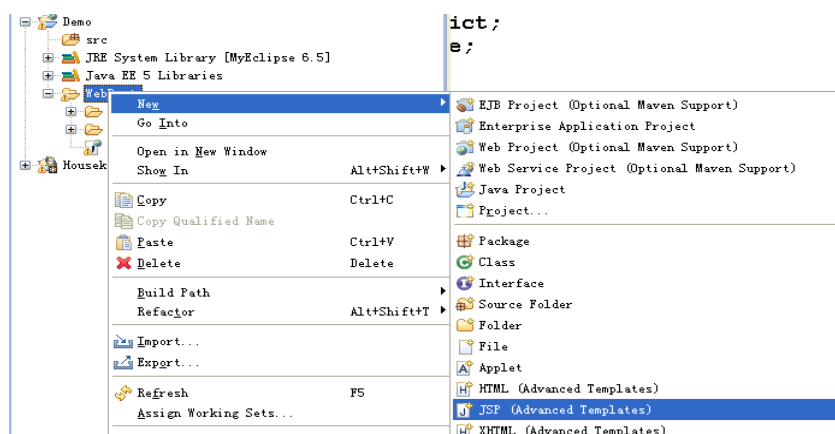 Demo
src
JRE System Library [MyEclipse 6.5]
Java EE 5 Libraries
Web
Housek
ict;
e;
New
Go Into
Open in New Window
Show In Alt+Shift+W
Copy Ctrl+C
Copy Qualified Name
Paste Ctrl+V
Delete Delete
Build Path
Refactor Alt+Shift+T
Import...
Export...
Refresh F5
Assign Working Sets...
EJB Project (Optional Maven Support)
Enterprise Application Project
Web Project (Optional Maven Support)
Web Service Project (Optional Maven Support)
Java Project
Project...
Package
Class
Interface
Source Folder
Folder
File
Applet
HTML (Advanced Templates)
JSP (Advanced Templates)
XHTML (Advanced Templates)